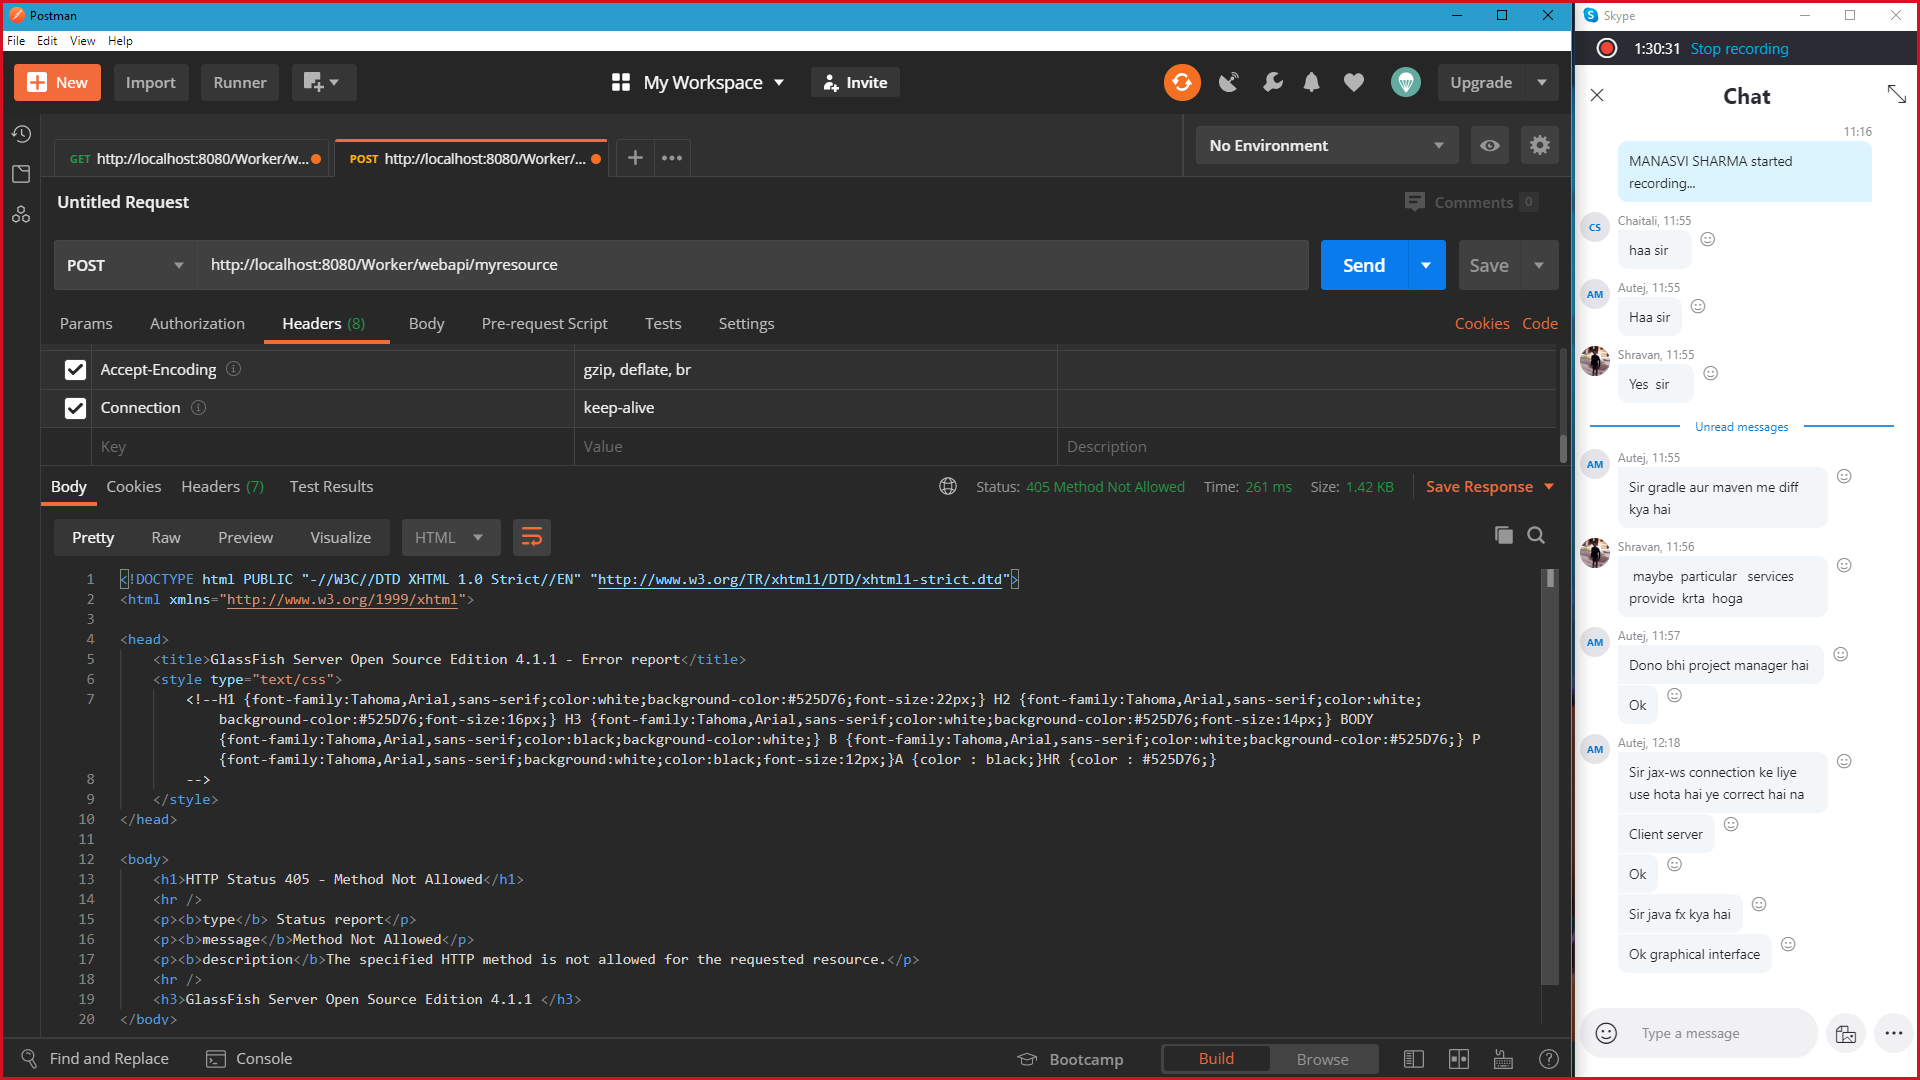 Postman
File Edit View Help
New Import Runner My Workspace Invite Upgrade
GET http://localhost:8080/Worker/w...
POST http://localhost:8080/Worker/...
No Environment
Untitled Request
Comments 0
POST http://localhost:8080/Worker/webapi/myresource Send Save
Params Authorization Headers (8) Body Pre-request Script Tests Settings Cookies Code
Accept-Encoding gzip, deflate, br
Connection keep-alive
Key Value Description
Body Cookies Headers (7) Test Results Status: 405 Method Not Allowed Time: 261 ms Size: 1.42 KB Save Response
Pretty Raw Preview Visualize HTML
1 <!DOCTYPE html PUBLIC "-//W3C//DTD XHTML 1.0 Strict//EN" "http://www.w3.org/TR/xhtml1/DTD/xhtml1-strict.dtd">
2 <html xmlns="http://www.w3.org/1999/xhtml">
3
4 <head>
5 <title>GlassFish Server Open Source Edition 4.1.1 - Error report</title>
6 <style type="text/css">
7 <!--H1 {font-family:Tahoma,Arial,sans-serif;color:white;background-color:#525D76;font-size:22px;} H2 {font-family:Tahoma,Arial,sans-serif;color:white;
background-color:#525D76;font-size:16px;} H3 {font-family:Tahoma,Arial,sans-serif;color:white;background-color:#525D76;font-size:14px;} BODY
{font-family:Tahoma,Arial,sans-serif;color:black;background-color:white;} B {font-family:Tahoma,Arial,sans-serif;color:white;background-color:#525D76;} P
{font-family:Tahoma,Arial,sans-serif;background:white;color:black;font-size:12px;}A {color : black;}HR {color : #525D76;}
8 -->
9 </style>
10 </head>
11
12 <body>
13 <h1>HTTP Status 405 - Method Not Allowed</h1>
14 <hr />
15 <p><b>type</b> Status report</p>
16 <p><b>message</b>Method Not Allowed</p>
17 <p><b>description</b>The specified HTTP method is not allowed for the requested resource.</p>
18 <hr />
19 <h3>GlassFish Server Open Source Edition 4.1.1 </h3>
20 </body>
Find and Replace Console Bootcamp Build Browse
Skype
1:30:31 Stop recording
Chat
11:16
MANASVI SHARMA started
recording...
CS
Chaitali, 11:55
haa sir
AM
Autej, 11:55
Haa sir
Shravan, 11:55
Yes sir
Unread messages
AM
Autej, 11:55
Sir gradle aur maven me diff
kya hai
Shravan, 11:56
maybe particular services
provide krta hoga
AM
Autej, 11:57
Dono bhi project manager hai
Ok
AM
Autej, 12:18
Sir jax-ws connection ke liye
use hota hai ye correct hai na
Client server
Ok
Sir java fx kya hai
Ok graphical interface
Type a message